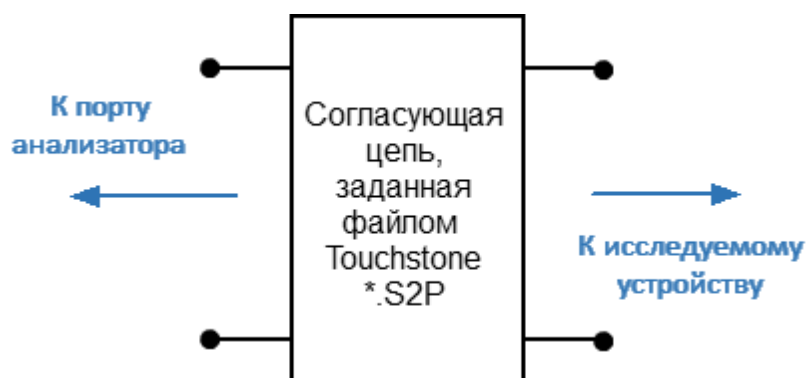 К порту
анализатора
Согласующая
цепь,
заданная
файлом
Touchstone
*.S2P
К исследуемому
устройству